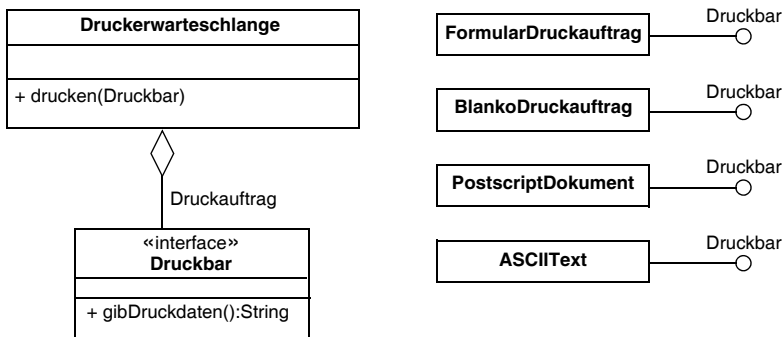 Druckerwarteschlange
+ drucken(Druckbar)
Druckauftrag
«interface»
Druckbar
+ gibDruckdaten():String
Druckbar
FormularDruckauftrag
Druckbar
BlankoDruckauftrag
Druckbar
PostscriptDokument
Druckbar
ASCIIText